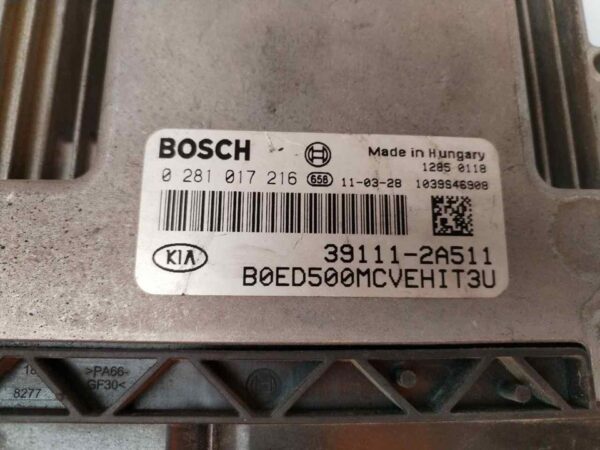 BOSCH
Made in Hungary
1285 0118
0 281 017 216 656 11-03-28 1039S46908
KIA
39111-2A511
B0ED500MCVEHIT3U
>PA66-
GF30<
18
8277